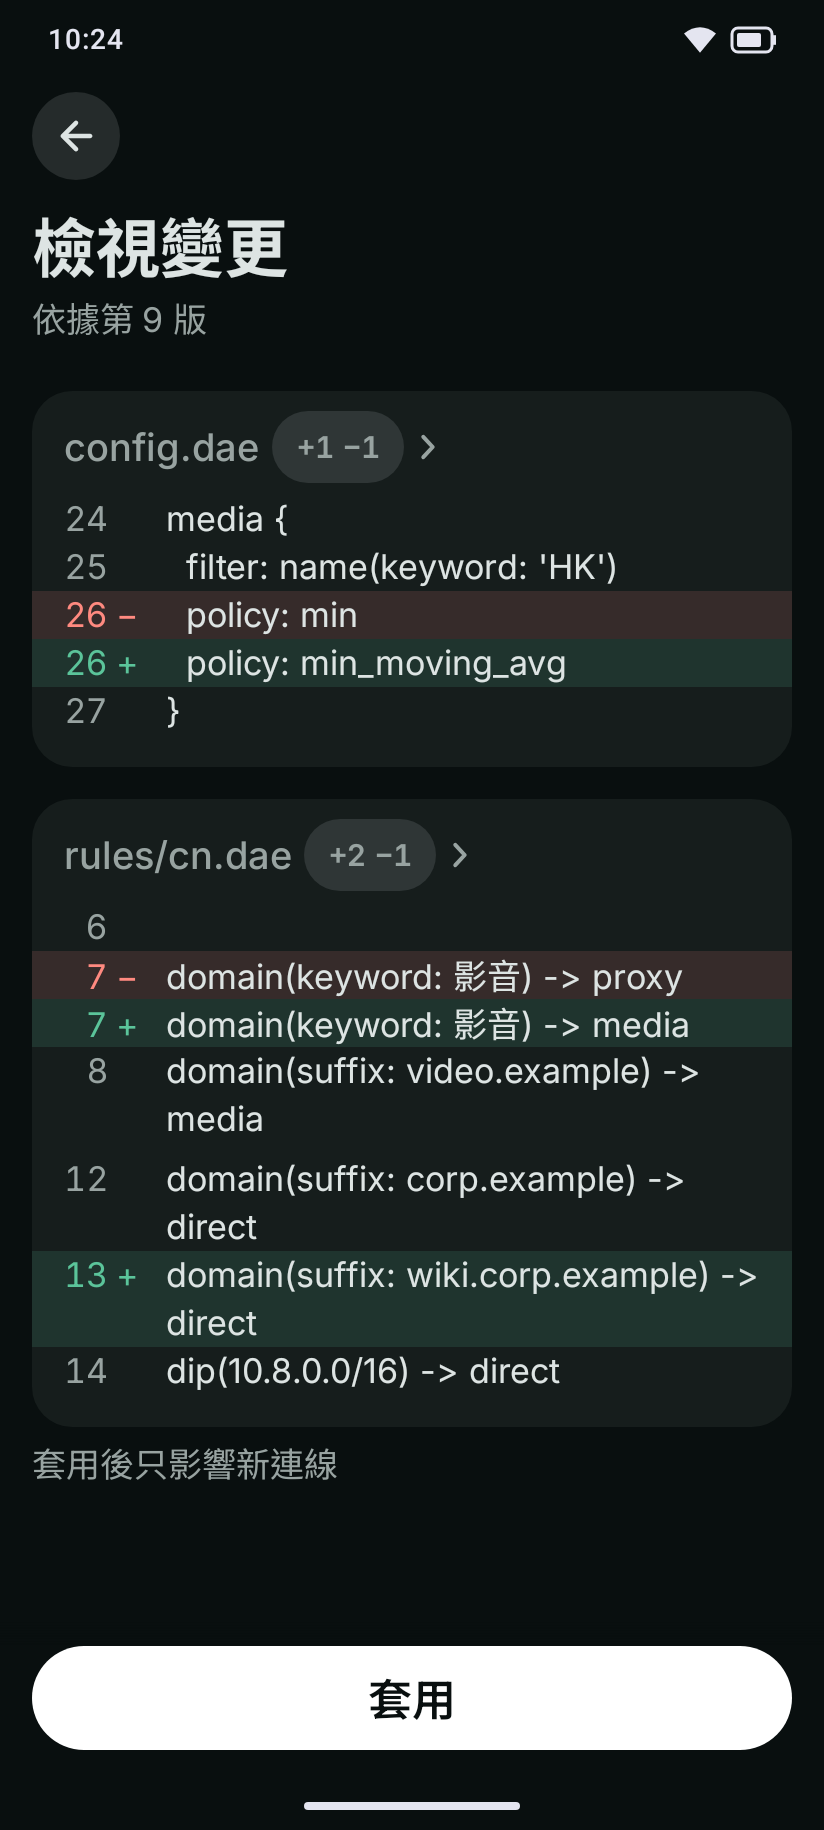 10:24
檢視變更
依據第 9 版
config.dae +1 −1
24 media {
25 filter: name(keyword: 'HK')
26 − policy: min
26 + policy: min_moving_avg
27 }
rules/cn.dae +2 −1
6
7 − domain(keyword: 影音) -> proxy
7 + domain(keyword: 影音) -> media
8 domain(suffix: video.example) ->
media
12 domain(suffix: corp.example) ->
direct
13 + domain(suffix: wiki.corp.example) ->
direct
14 dip(10.8.0.0/16) -> direct
套用後只影響新連線
套用